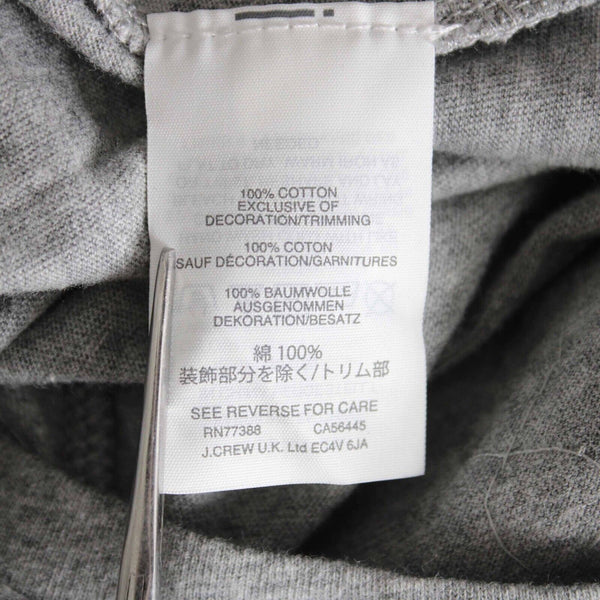 100% COTTON
EXCLUSIVE OF
DECORATION/TRIMMING
100% COTON
SAUF DÉCORATION/GARNITURES
100% BAUMWOLLE
AUSGENOMMEN
DEKORATION/BESATZ
綿 100%
装飾部分を除く/トリム部
SEE REVERSE FOR CARE
RN77388 CA56445
J.CREW U.K. Ltd EC4V 6JA